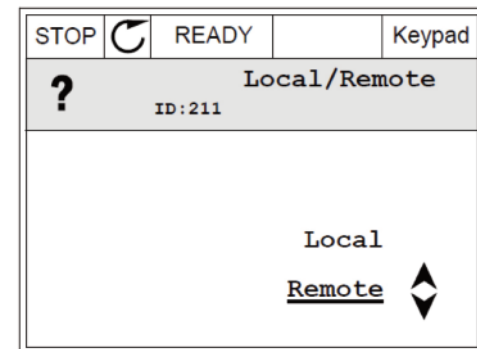 STOP READY Keypad
? Local/Remote
ID:211
Local
Remote